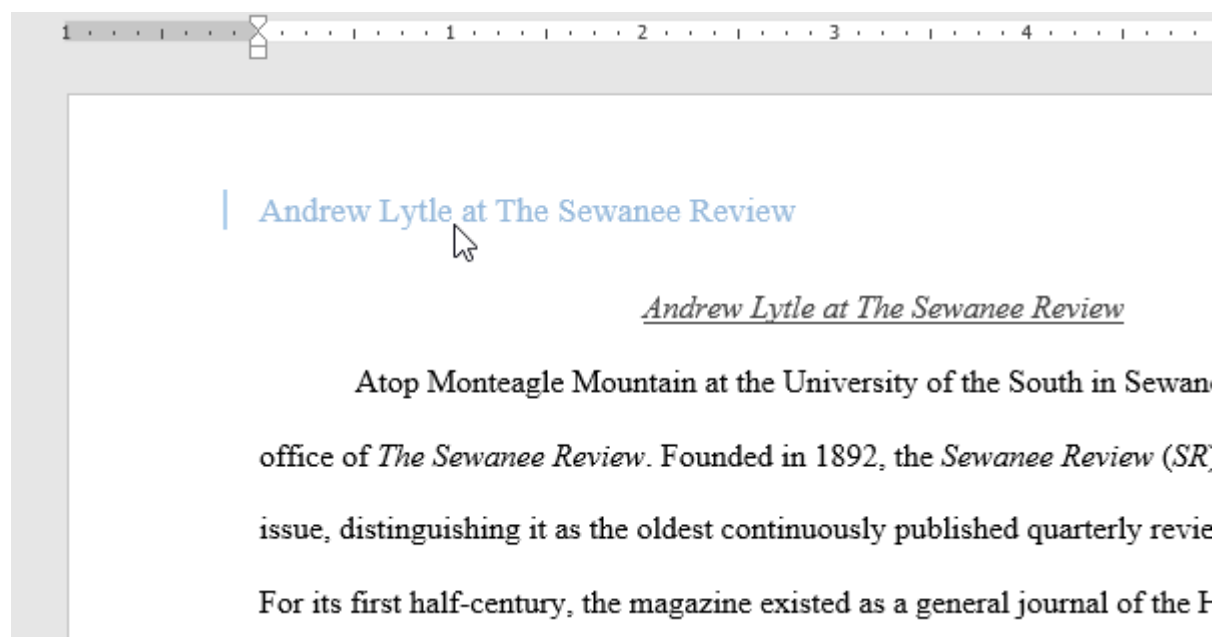 1 1 2 3 4
Andrew Lytle at The Sewanee Review
Andrew Lytle at The Sewanee Review
Atop Monteagle Mountain at the University of the South in
office of The Sewanee Review. Founded in 1892, the Sewanee Review (SR)
issue, distinguishing it as the oldest continuously published quarterly
For its first half-century, the magazine existed as a general journal of the